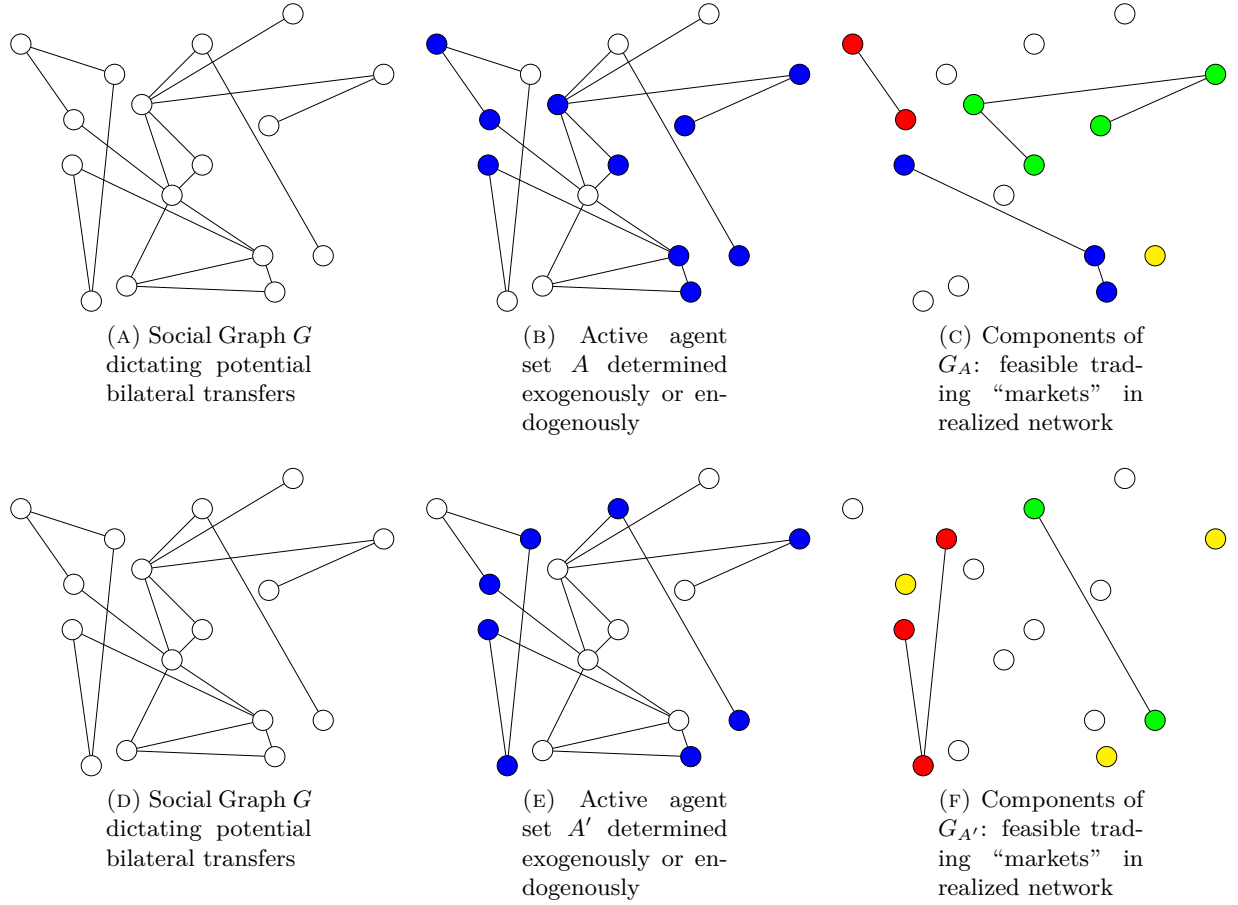 (A) Social Graph G
dictating potential
bilateral transfers
(B) Active agent
set A determined
exogenously or en-
dogenously
(C) Components of
G_A: feasible trad-
ing “markets” in
realized network
(D) Social Graph G
dictating potential
bilateral transfers
(E) Active agent
set A′ determined
exogenously or en-
dogenously
(F) Components of
G_A′: feasible trad-
ing “markets” in
realized network